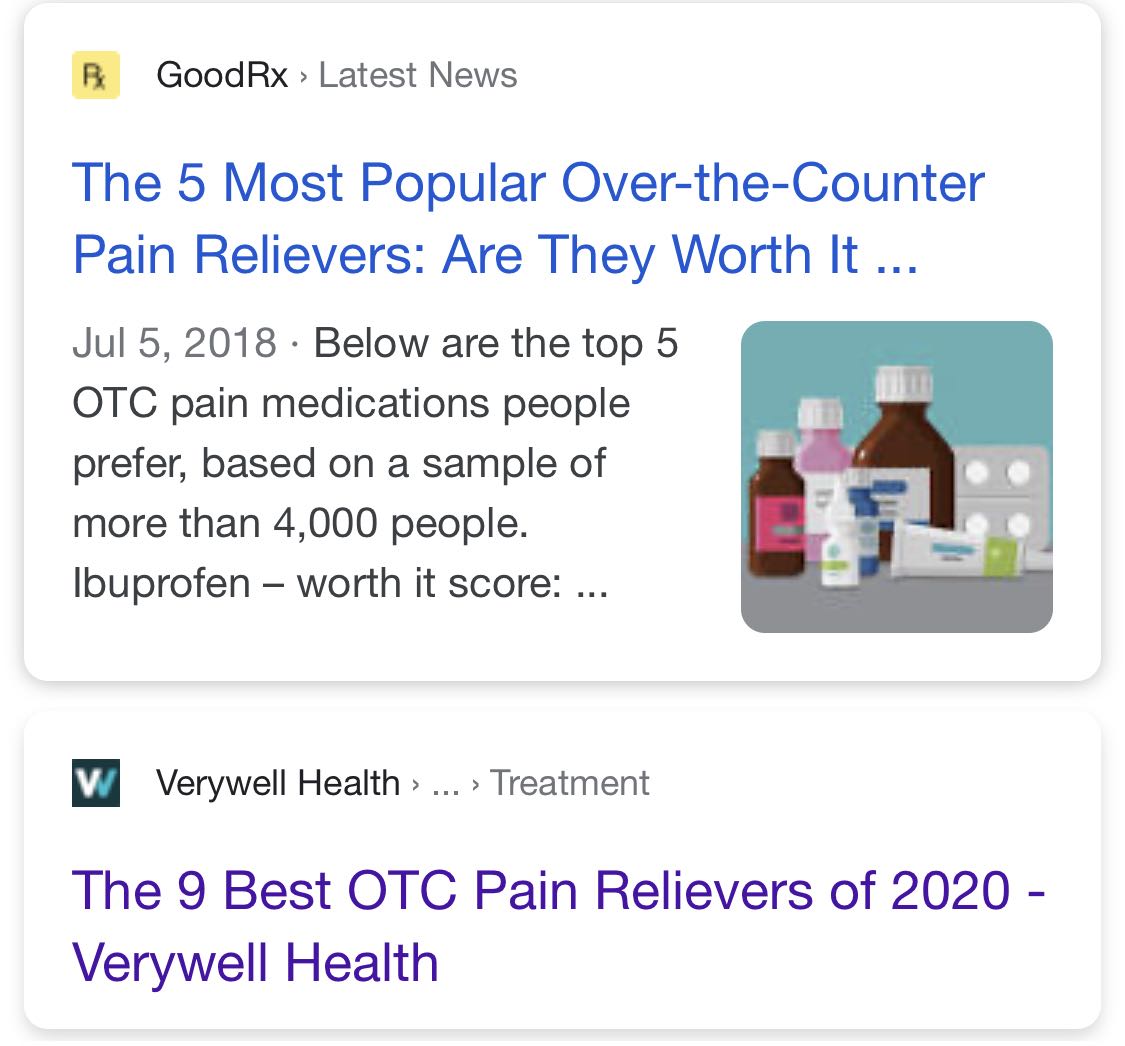 GoodRx › Latest News
The 5 Most Popular Over-the-Counter
Pain Relievers: Are They Worth It ...
Jul 5, 2018 · Below are the top 5
OTC pain medications people
prefer, based on a sample of
more than 4,000 people.
Ibuprofen – worth it score: ...
Verywell Health › ... › Treatment
The 9 Best OTC Pain Relievers of 2020 -
Verywell Health